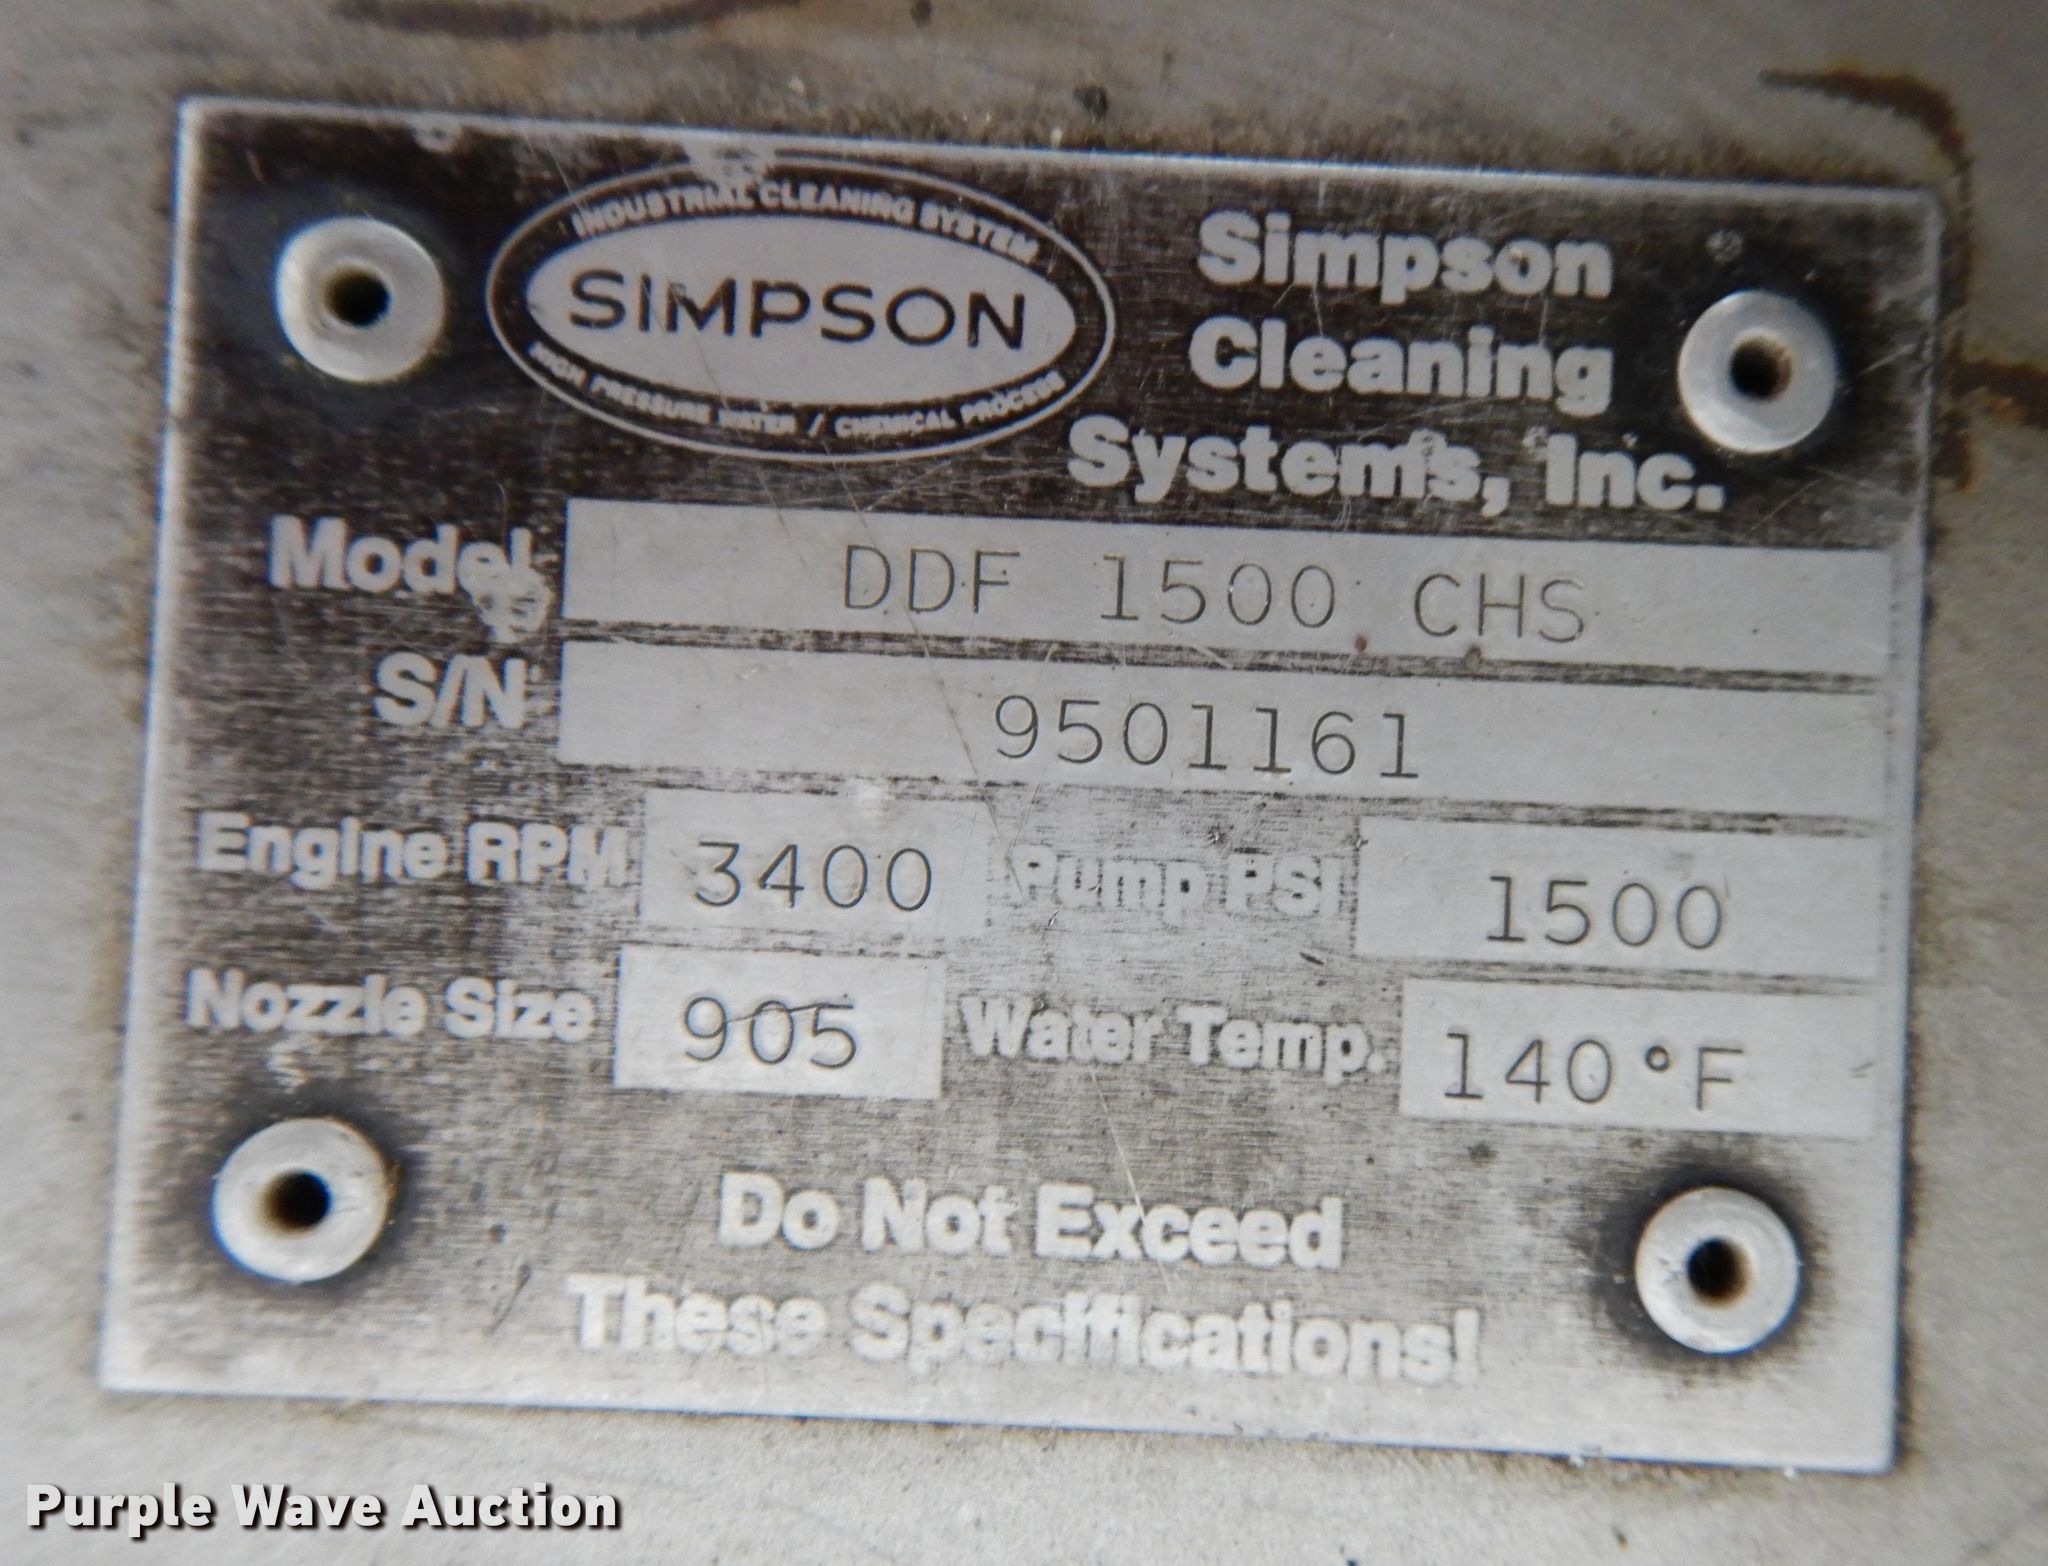 INDUSTRIAL CLEANING SYSTEM
SIMPSON
HIGH PRESSURE WATER / CHEMICAL PROCESS
Simpson
Cleaning
Systems, Inc.
Model DDF 1500 CHS
S/N 9501161
Engine RPM 3400 Pump PSI 1500
Nozzle Size 905 Water Temp. 140°F
Do Not Exceed
These Specifications!
Purple Wave Auction